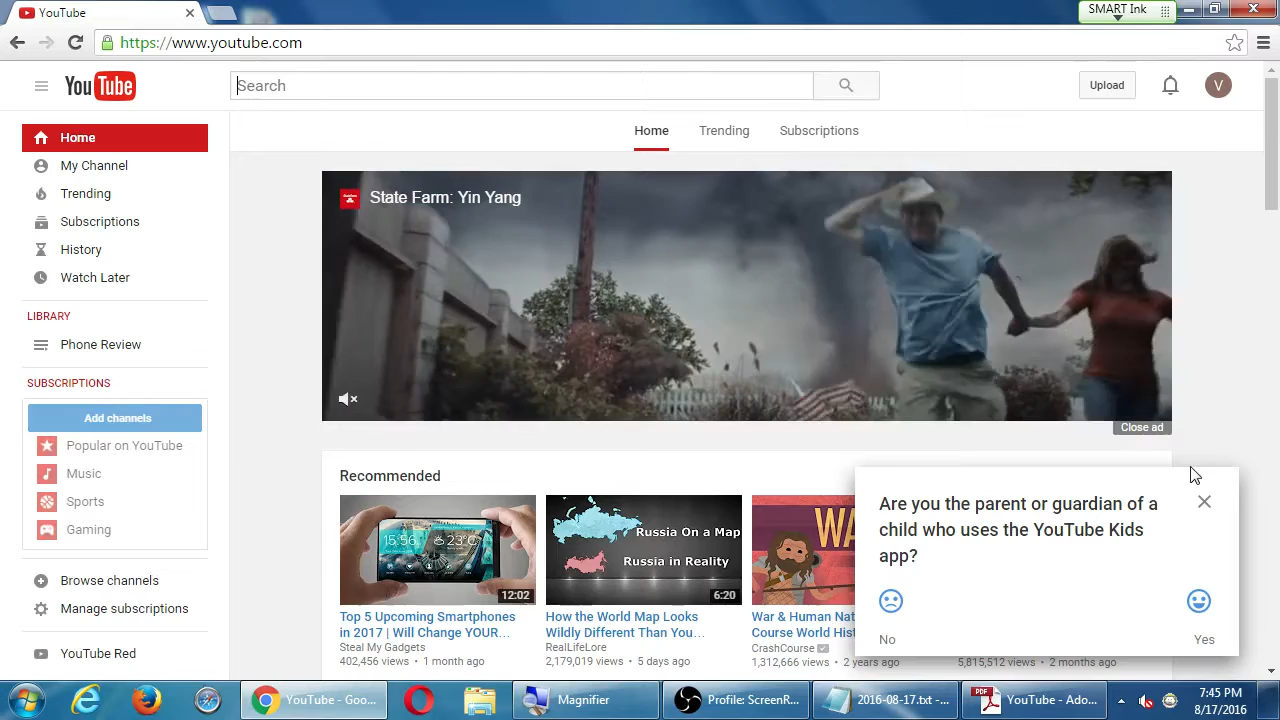 YouTube
SMART Ink
https://www.youtube.com
YouTube
Search
Upload
V
Home
Trending
Subscriptions
Home
My Channel
Trending
Subscriptions
History
Watch Later
LIBRARY
Phone Review
SUBSCRIPTIONS
Add channels
Popular on YouTube
Music
Sports
Gaming
Browse channels
Manage subscriptions
YouTube Red
State Farm: Yin Yang
Close ad
Recommended
15:56
23°C
12:02
Top 5 Upcoming Smartphones
in 2017 | Will Change YOUR...
Steal My Gadgets
402,456 views • 1 month ago
Russia On a Map
Russia in Reality
6:20
How the World Map Looks
Wildly Different Than You...
RealLifeLore
2,179,019 views • 5 days ago
WA
War & Human Nat
Course World Hist
CrashCourse
1,312,666 views • 2 years ago
5,815,512 views • 2 months ago
Are you the parent or guardian of a
child who uses the YouTube Kids
app?
No
Yes
YouTube - Goo...
Magnifier
Profile: ScreenR...
2016-08-17.txt -...
PDF
YouTube - Ado...
7:45 PM
8/17/2016